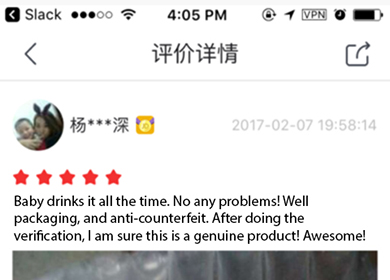 Slack 4:05 PM VPN
评价详情
杨***深 2017-02-07 19:58:14
Baby drinks it all the time. No any problems! Well
packaging, and anti-counterfeit. After doing the
verification, I am sure this is a genuine product! Awesome!